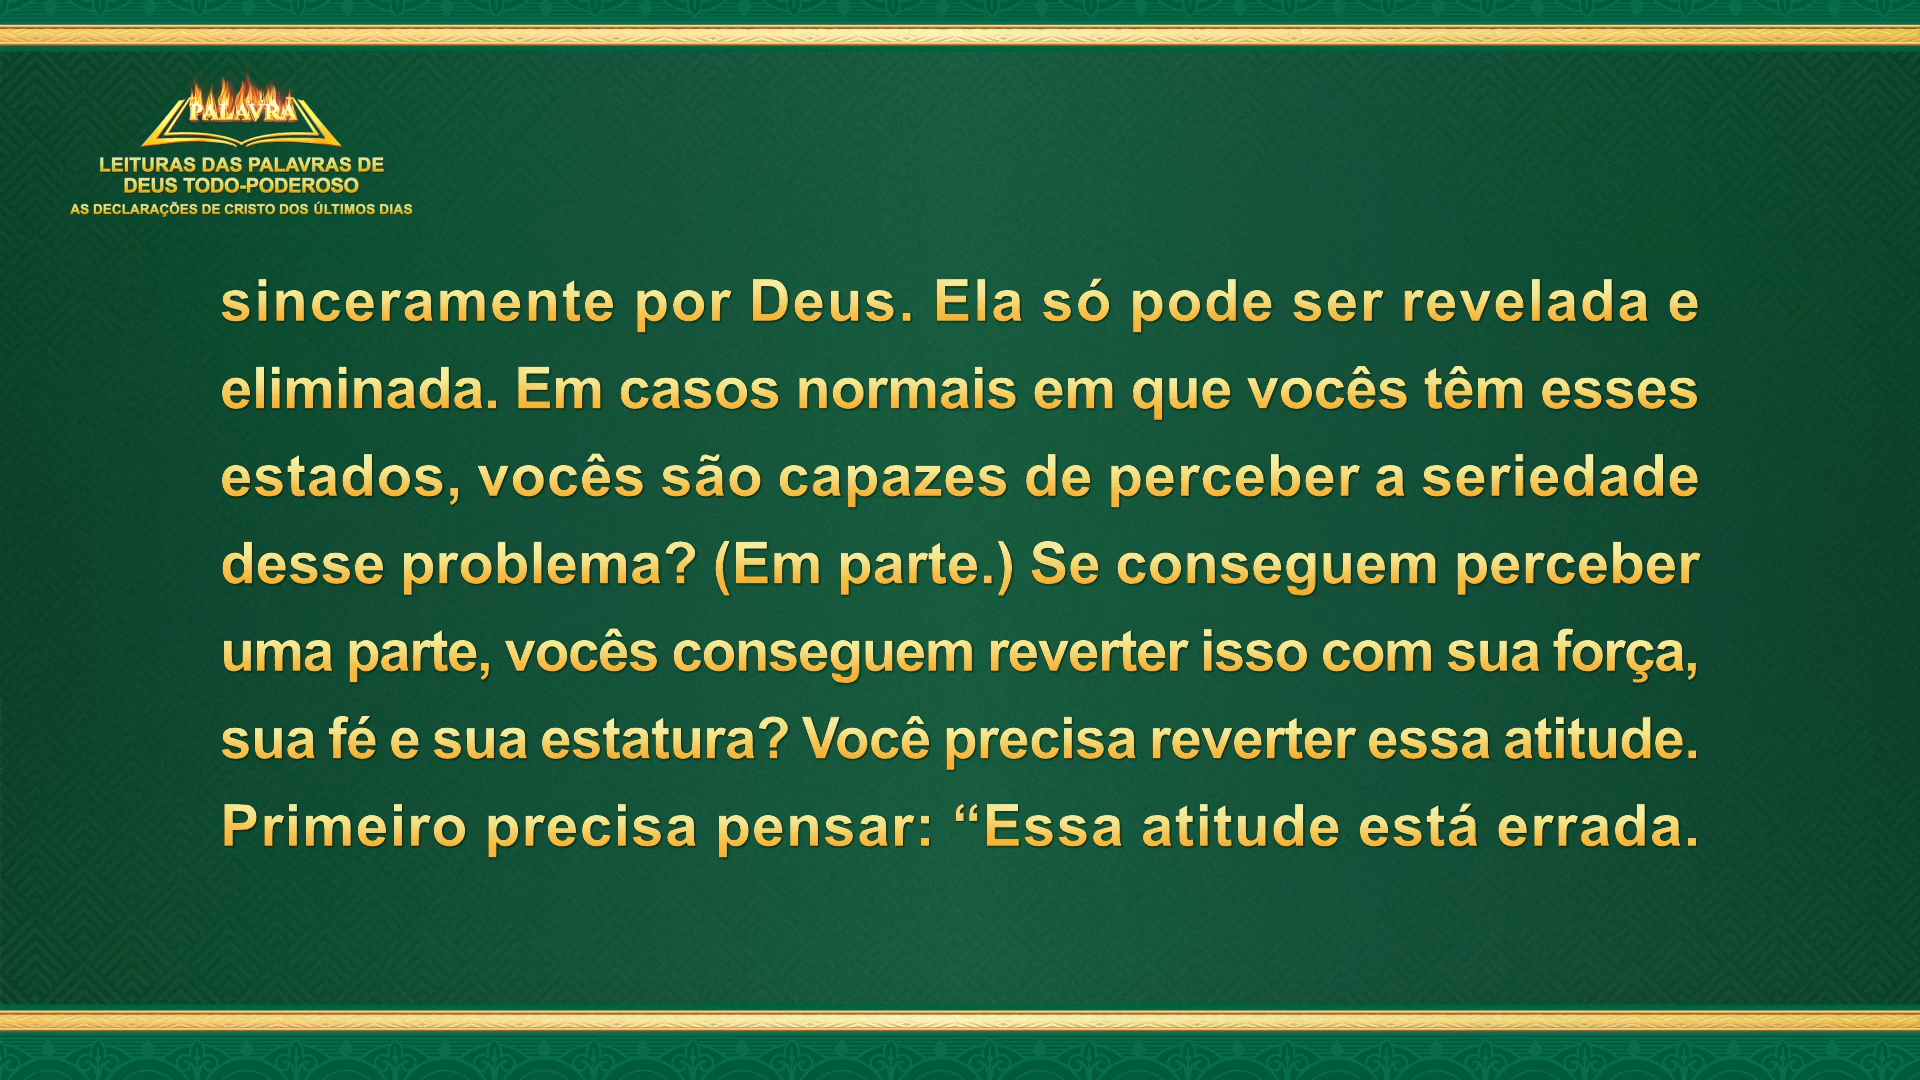 PALAVRA
LEITURAS DAS PALAVRAS DE
DEUS TODO-PODEROSO
AS DECLARAÇÕES DE CRISTO DOS ÚLTIMOS DIAS
sinceramente por Deus. Ela só pode ser revelada e
eliminada. Em casos normais em que vocês têm esses
estados, vocês são capazes de perceber a seriedade
desse problema? (Em parte.) Se conseguem perceber
uma parte, vocês conseguem reverter isso com sua força,
sua fé e sua estatura? Você precisa reverter essa atitude.
Primeiro precisa pensar: “Essa atitude está errada.